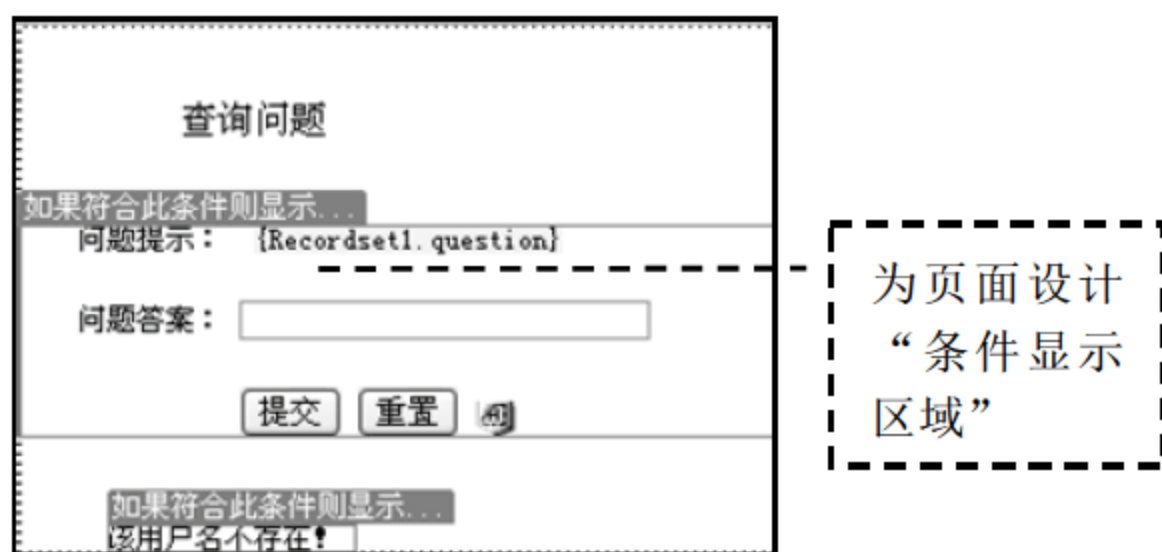 查询问题
如果符合此条件则显示...
问题提示： {Recordset1.question}
问题答案：
提交 重置
如果符合此条件则显示...
该用户名不存在！
为页面设计
“条件显示
区域”